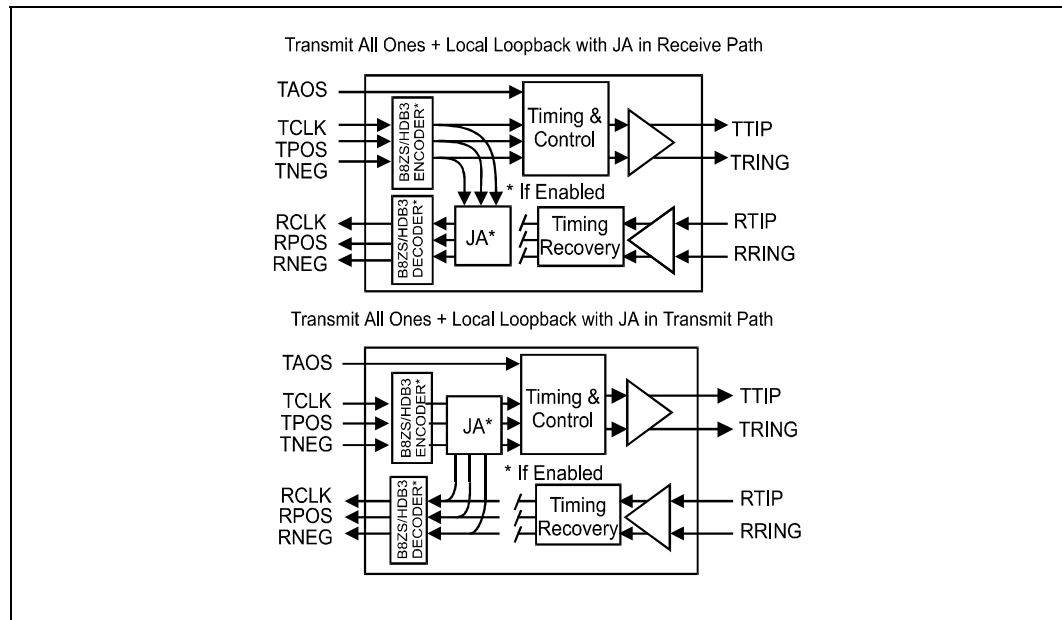 Transmit All Ones + Local Loopback with JA in Receive Path
TAOS
TCLK
TPOS
TNEG
B8ZS/HDB3
ENCODER*
Timing &
Control
TTIP
TRING
* If Enabled
RCLK
RPOS
RNEG
B8ZS/HDB3
DECODER*
JA*
Timing
Recovery
RTIP
RRING
Transmit All Ones + Local Loopback with JA in Transmit Path
TAOS
TCLK
TPOS
TNEG
B8ZS/HDB3
ENCODER*
JA*
Timing &
Control
TTIP
TRING
* If Enabled
RCLK
RPOS
RNEG
B8ZS/HDB3
DECODER*
Timing
Recovery
RTIP
RRING